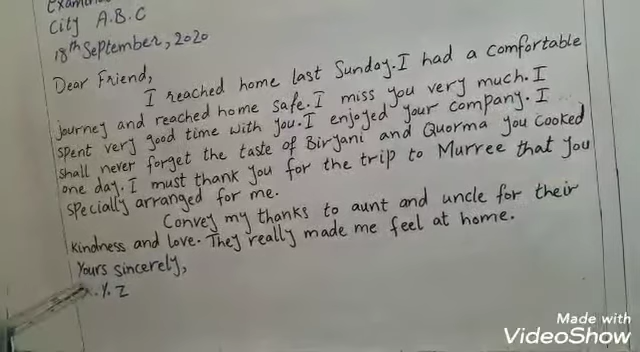 City A.B.C
18th September, 2020
Dear Friend,
I reached home last Sunday. I had a comfortable
journey and reached home safe. I miss you very much. I
spent very good time with you. I enjoyed your company. I
shall never forget the taste of Biryani and Quorma you cooked
one day. I must thank you for the trip to Murree that you
specially arranged for me.
Convey my thanks to aunt and uncle for their
kindness and love. They really made me feel at home.
Yours sincerely,
Y. Z
Made with
VideoShow